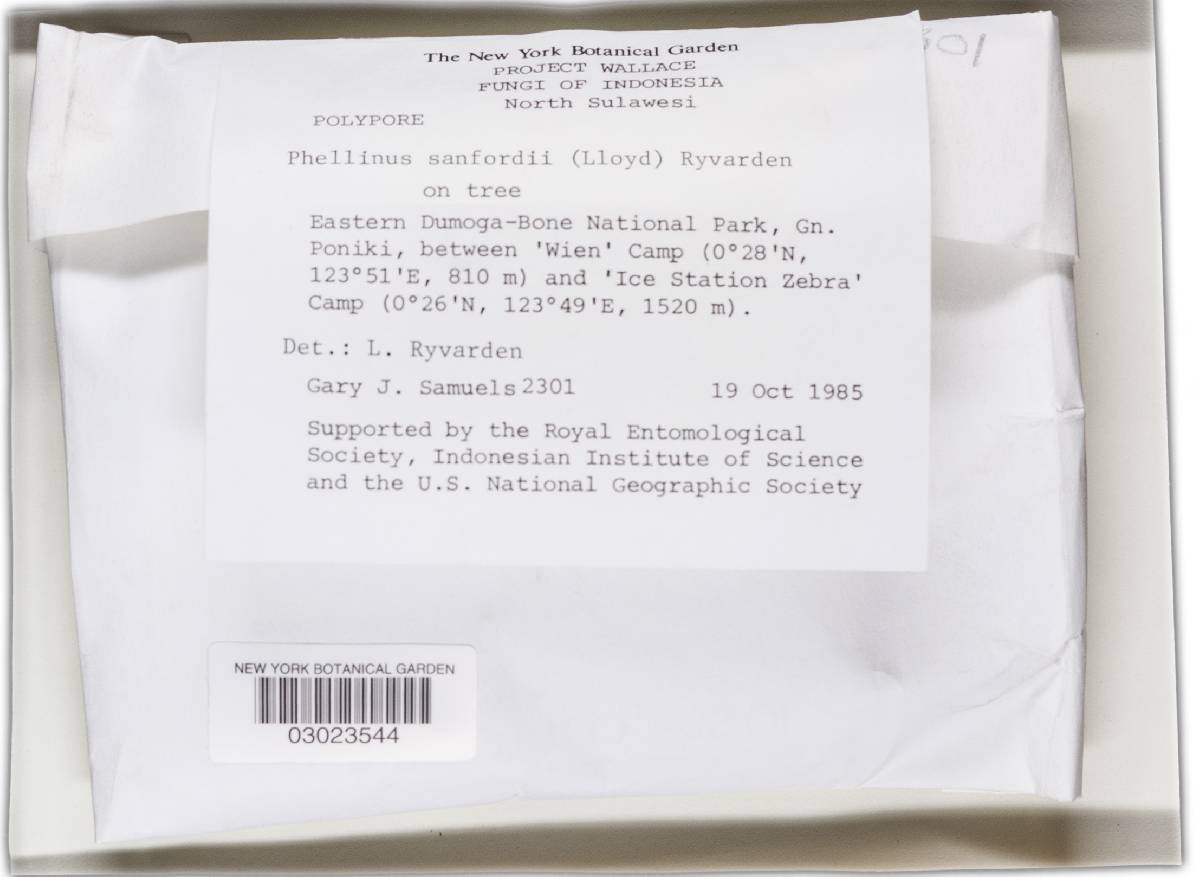 The New York Botanical Garden
PROJECT WALLACE
FUNGI OF INDONESIA
North Sulawesi
POLYPORE
Phellinus sanfordii (Lloyd) Ryvarden
on tree
Eastern Dumoga-Bone National Park, Gn.
Poniki, between 'Wien' Camp (0°28'N,
123°51'E, 810 m) and 'Ice Station Zebra'
Camp (0°26'N, 123°49'E, 1520 m).
Det.: L. Ryvarden
Gary J. Samuels 2301 19 Oct 1985
Supported by the Royal Entomological
Society, Indonesian Institute of Science
and the U.S. National Geographic Society
NEW YORK BOTANICAL GARDEN
03023544